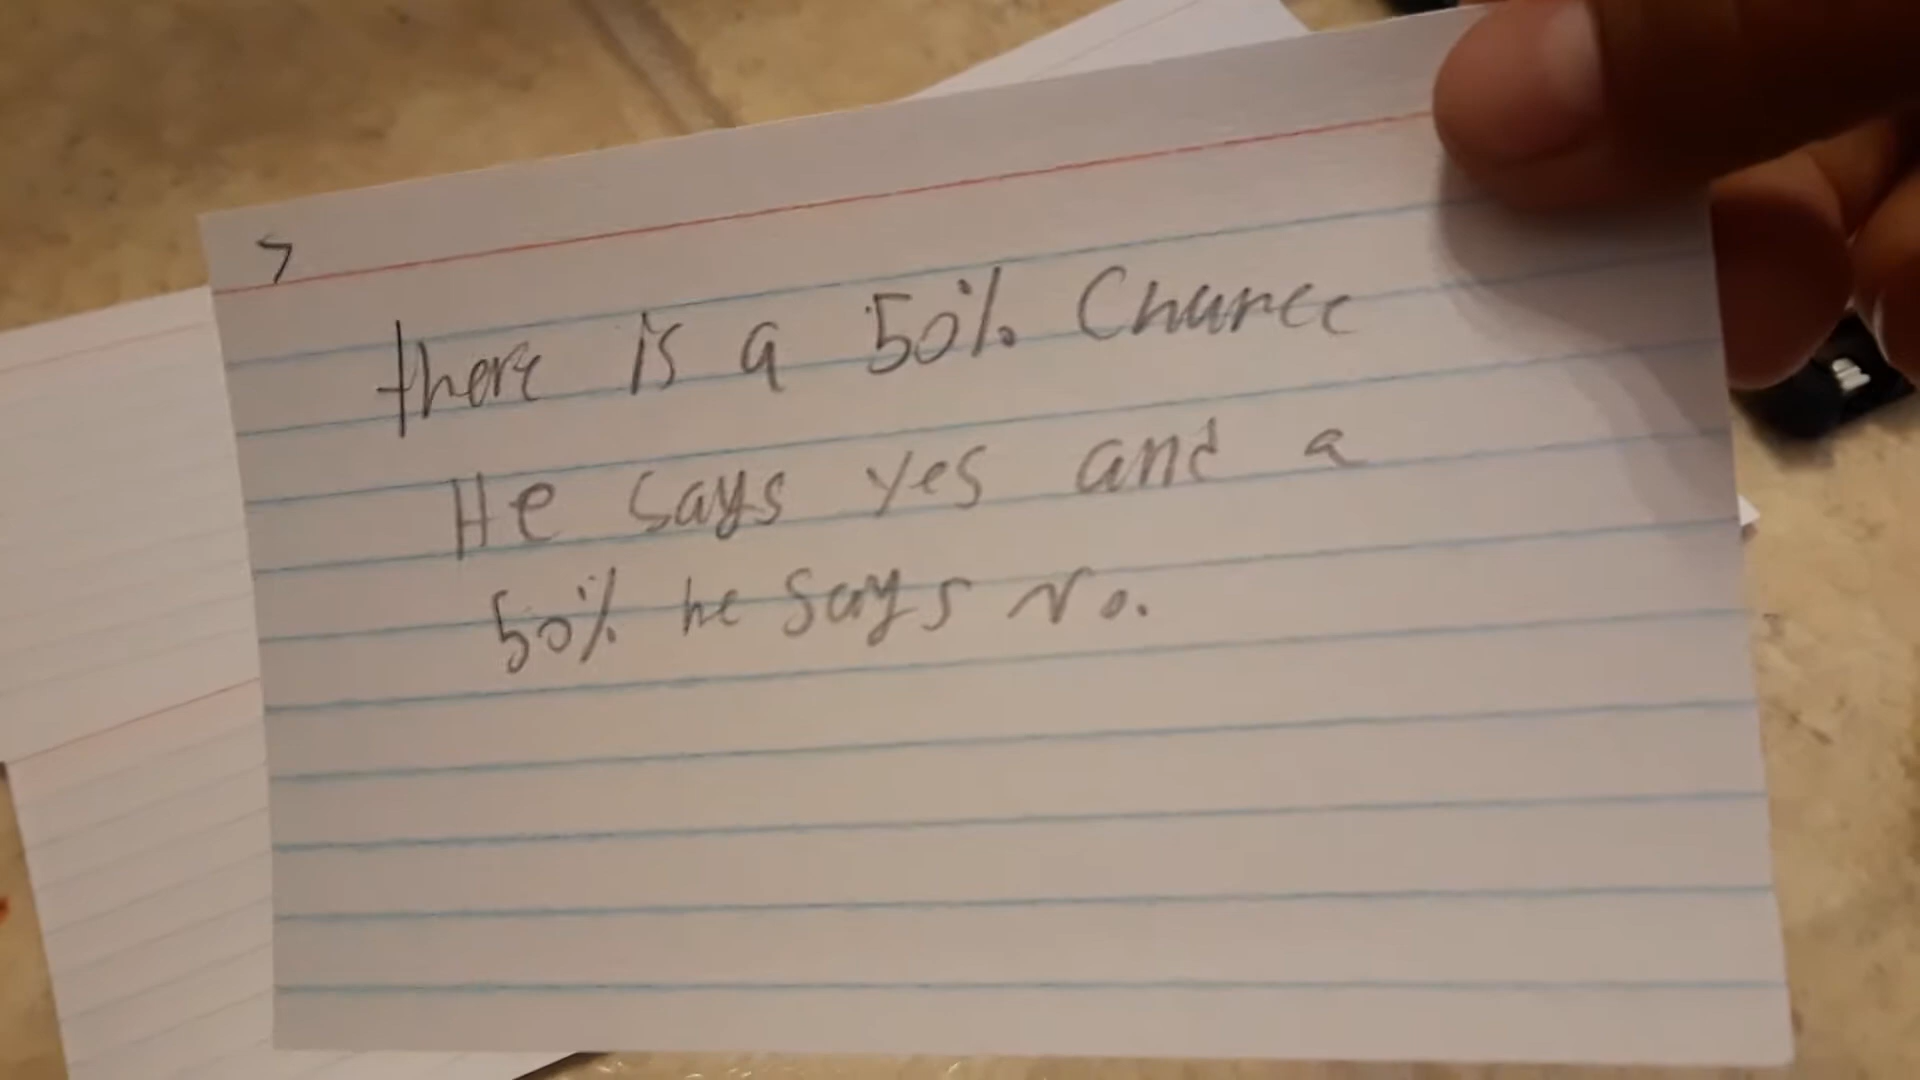 7
there is a 50% Chance
He says yes and a
50% he says No.